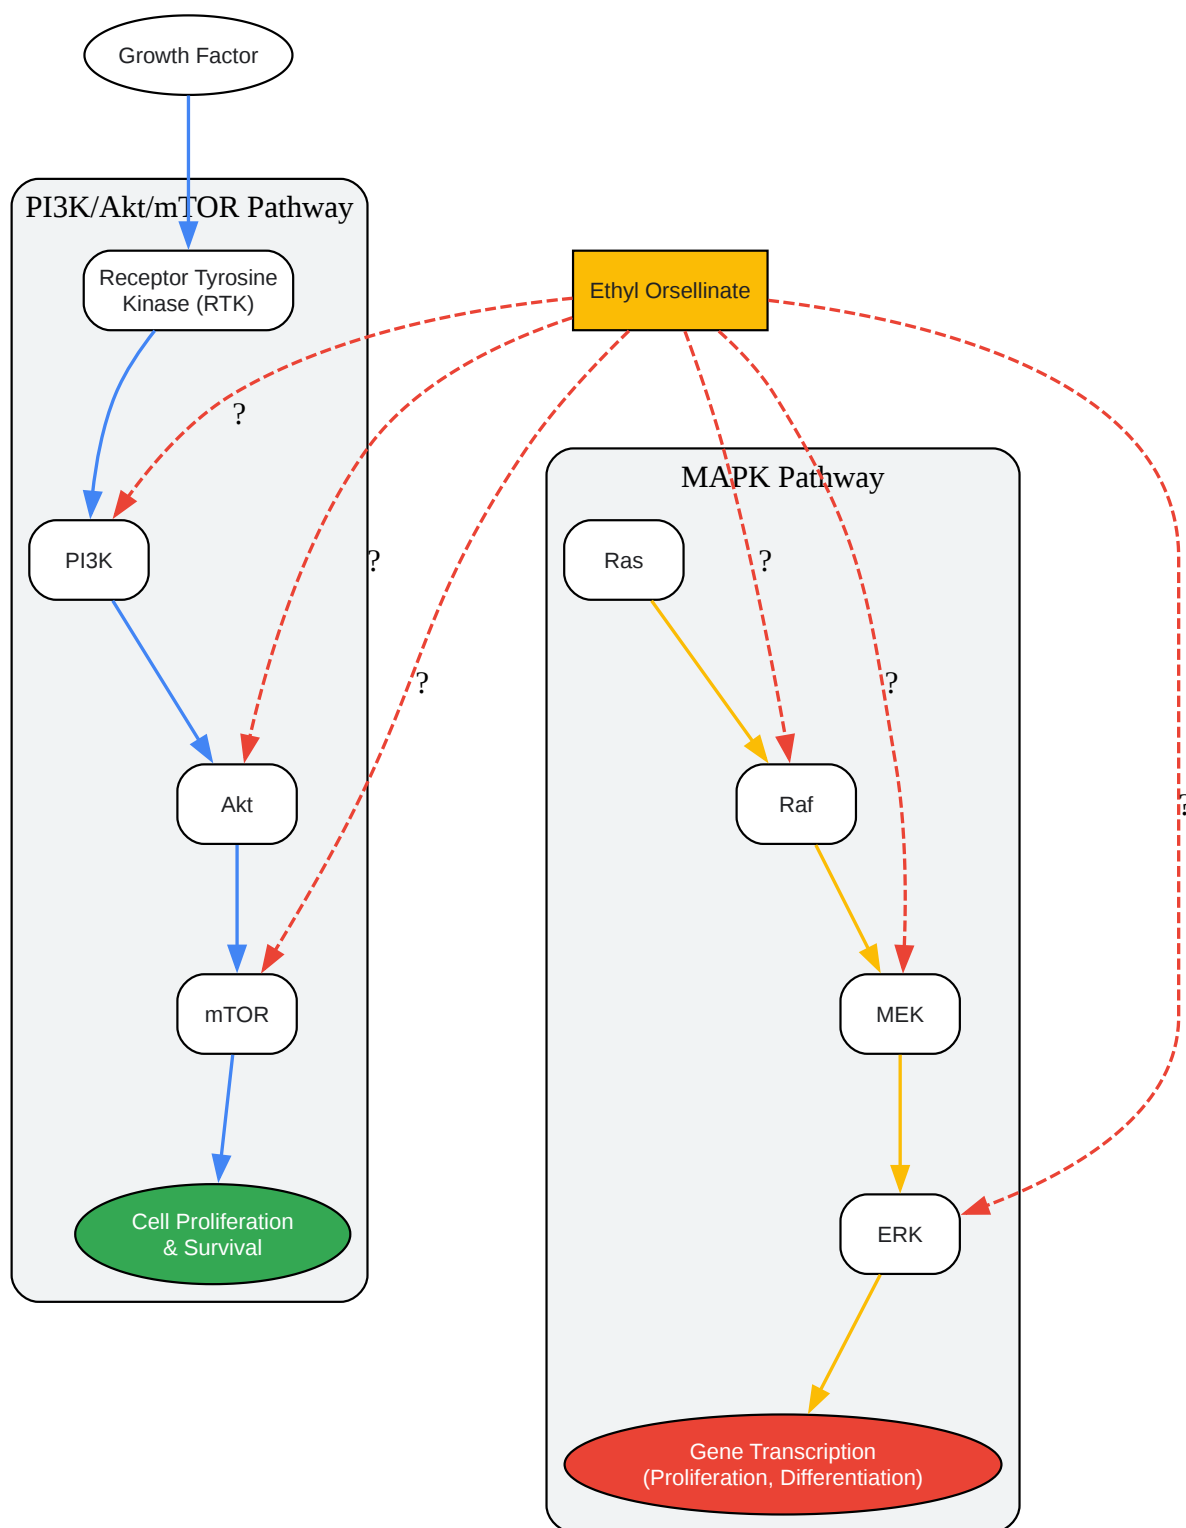 Growth Factor
PI3K/Akt/mTOR Pathway
Receptor Tyrosine
Kinase (RTK)
Ethyl Orsellinate
?
MAPK Pathway
PI3K
?
Ras
?
?
?
Akt
Raf
?
mTOR
MEK
Cell Proliferation
& Survival
ERK
Gene Transcription
(Proliferation, Differentiation)